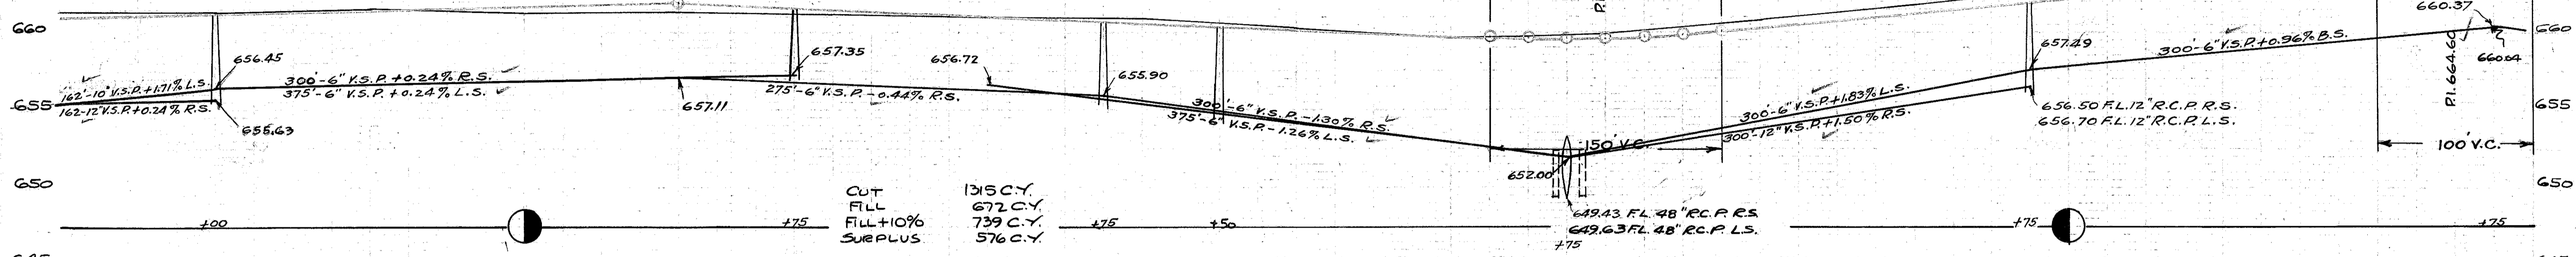 660
655
650
162'-10" V.S.P. +1.71% L.S.
162-12" V.S.P. +0.24% R.S.
656.45
655.63
300'-6" V.S.P. +0.24% R.S.
375'-6" V.S.P. +0.24% L.S.
657.11
657.35
275'-6" V.S.P. -0.44% R.S.
656.72
655.90
300'-6" V.S.P. -1.30% R.S.
375'-6" V.S.P. -1.26% L.S.
150' V.C.
652.00
300'-6" V.S.P. +1.83% L.S.
300'-12" V.S.P. +1.50% R.S.
657.49
656.50 F.L. 12" R.C.P. R.S.
656.70 F.L. 12" R.C.P. L.S.
300'-6" V.S.P. +0.96% B.S.
P.I. 664.60
660.37
660.04
100' V.C.
660
655
650
CUT 1315 C.Y.
FILL 672 C.Y.
FILL +10% 739 C.Y.
SURPLUS 576 C.Y.
649.43 F.L. 48" R.C.P. R.S.
649.63 F.L. 48" R.C.P. L.S.
+00
+75
+75
+50
+75
+75
+75